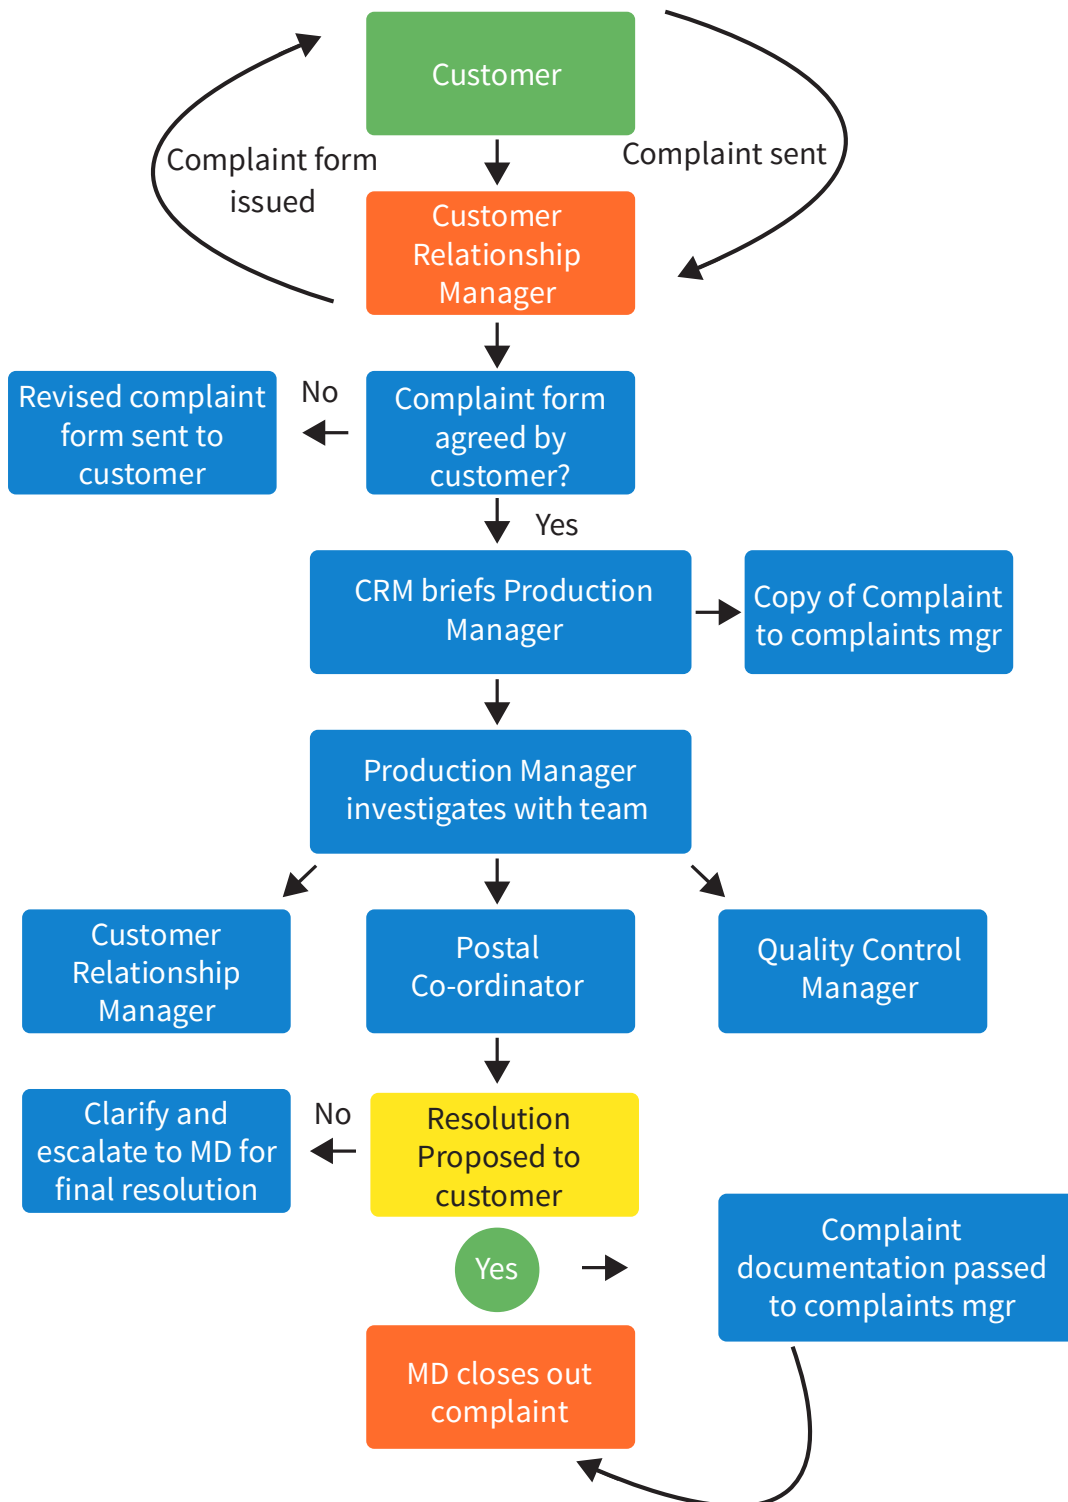 Customer
Complaint form
issued
Complaint sent
Customer
Relationship
Manager
Revised complaint
form sent to
customer
No
Complaint form
agreed by
customer?
Yes
CRM briefs Production
Manager
Copy of Complaint
to complaints mgr
Production Manager
investigates with team
Customer
Relationship
Manager
Postal
Co-ordinator
Quality Control
Manager
Clarify and
escalate to MD for
final resolution
No
Resolution
Proposed to
customer
Yes
Complaint
documentation passed
to complaints mgr
MD closes out
complaint